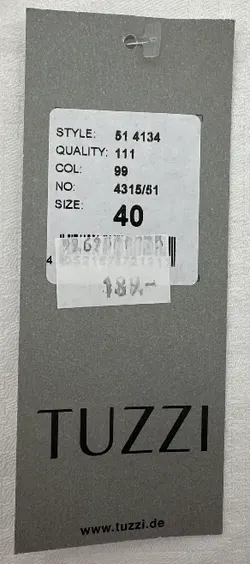 STYLE: 51 4134
QUALITY: 111
COL: 99
NO: 4315/51
SIZE: 40
189,-
TUZZI
www.tuzzi.de